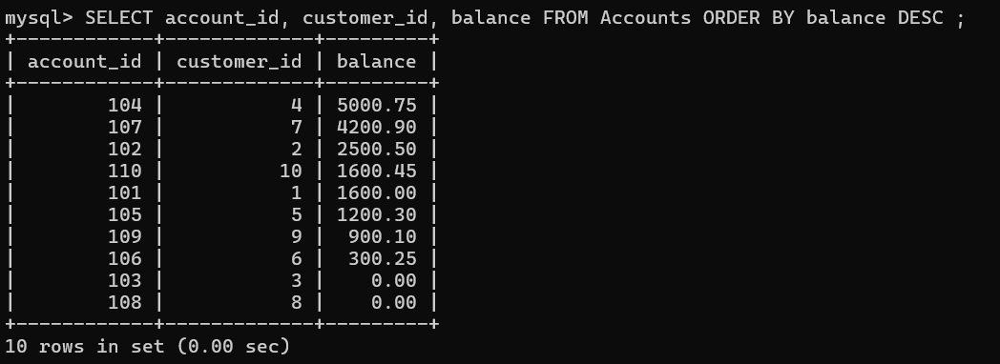 mysql> SELECT account_id, customer_id, balance FROM Accounts ORDER BY balance DESC ;
+------------+-------------+---------+
| account_id | customer_id | balance |
+------------+-------------+---------+
|        104 |           4 | 5000.75 |
|        107 |           7 | 4200.90 |
|        102 |           2 | 2500.50 |
|        110 |          10 | 1600.45 |
|        101 |           1 | 1600.00 |
|        105 |           5 | 1200.30 |
|        109 |           9 |  900.10 |
|        106 |           6 |  300.25 |
|        103 |           3 |    0.00 |
|        108 |           8 |    0.00 |
+------------+-------------+---------+
10 rows in set (0.00 sec)